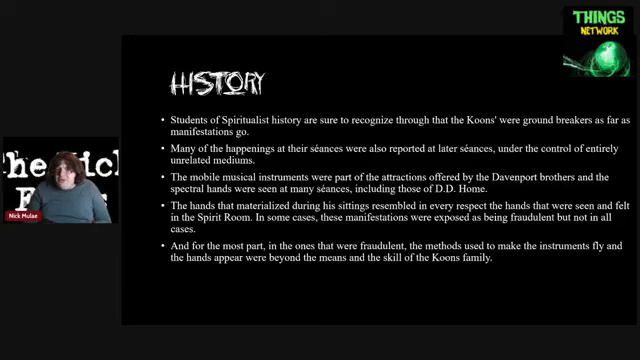 THINGS
NETWORK
HISTORY
• Students of Spiritualist history are sure to recognize through that the Koons' were ground breakers as far as
manifestations go.
• Many of the happenings at their séances were also reported at later séances, under the control of entirely
unrelated mediums.
• The mobile musical instruments were part of the attractions offered by the Davenport brothers and the
spectral hands were seen at many séances, including those of D.D. Home.
• The hands that materialized during his sittings resembled in every respect the hands that were seen and felt
in the Spirit Room. In some cases, these manifestations were exposed as being fraudulent but not in all
cases.
• And for the most part, in the ones that were fraudulent, the methods used to make the instruments fly and
the hands appear were beyond the means and the skill of the Koons family.
Nick Mulae